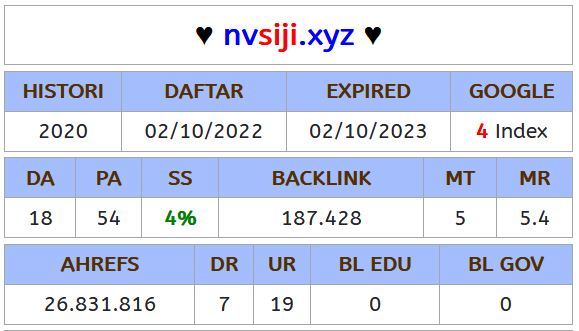 ♥ nvsiji.xyz ♥
HISTORI DAFTAR EXPIRED GOOGLE
2020 02/10/2022 02/10/2023 4 Index
DA PA SS BACKLINK MT MR
18 54 4% 187.428 5 5.4
AHREFS DR UR BL EDU BL GOV
26.831.816 7 19 0 0